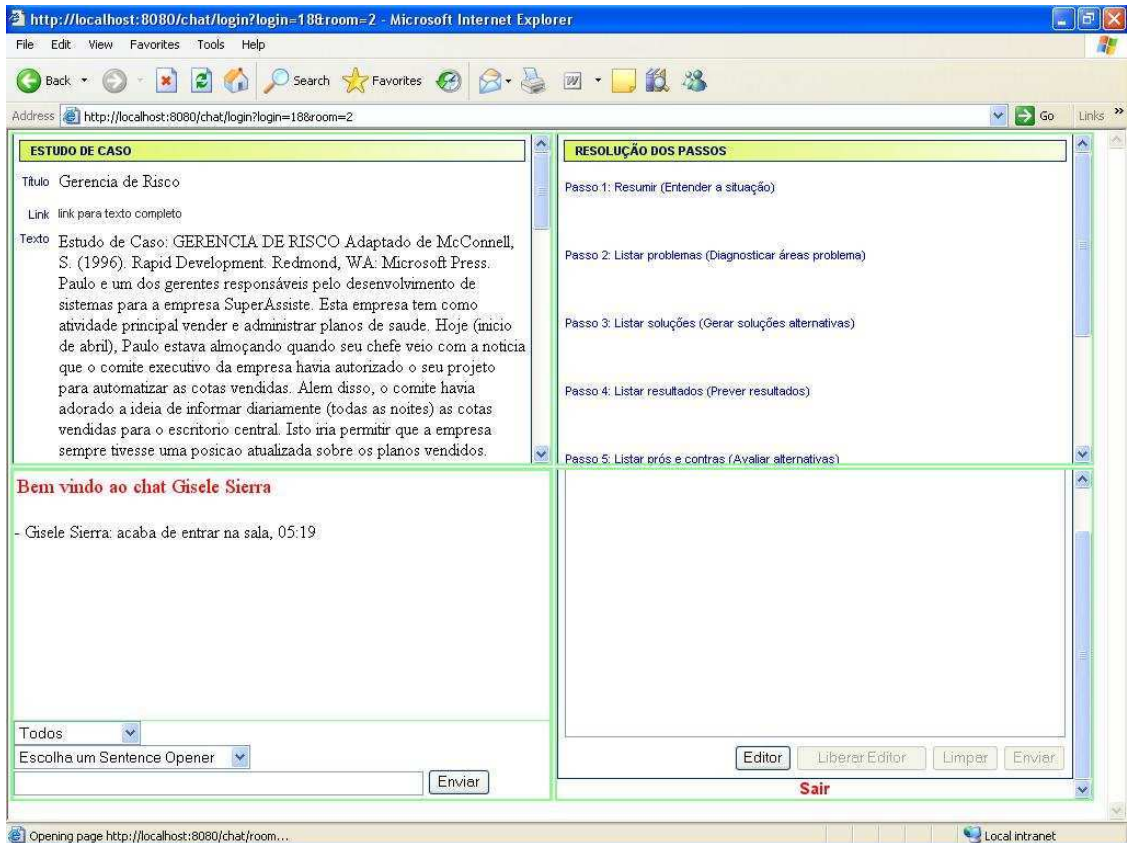 http://localhost:8080/chat/login?login=18&room=2 - Microsoft Internet Explorer
File Edit View Favorites Tools Help
Back Search Favorites
Address http://localhost:8080/chat/login?login=18&room=2 Go Links »
ESTUDO DE CASO
Título Gerencia de Risco
Link link para texto completo
Texto Estudo de Caso: GERENCIA DE RISCO Adaptado de McConnell,
S. (1996). Rapid Development. Redmond, WA: Microsoft Press.
Paulo e um dos gerentes responsáveis pelo desenvolvimento de
sistemas para a empresa SuperAssiste. Esta empresa tem como
atividade principal vender e administrar planos de saude. Hoje (inicio
de abril), Paulo estava almoçando quando seu chefe veio com a noticia
que o comite executivo da empresa havia autorizado o seu projeto
para automatizar as cotas vendidas. Alem disso, o comite havia
adorado a ideia de informar diariamente (todas as noites) as cotas
vendidas para o escritorio central. Isto iria permitir que a empresa
sempre tivesse uma posicao atualizada sobre os planos vendidos.
RESOLUÇÃO DOS PASSOS
Passo 1: Resumir (Entender a situação)
Passo 2: Listar problemas (Diagnosticar áreas problema)
Passo 3: Listar soluções (Gerar soluções alternativas)
Passo 4: Listar resultados (Prever resultados)
Passo 5: Listar prós e contras (Avaliar alternativas)
Bem vindo ao chat Gisele Sierra
- Gisele Sierra: acaba de entrar na sala, 05:19
Todos
Escolha um Sentence Opener
Enviar
Editor Liberar Editor Limpar Enviar
Sair
Opening page http://localhost:8080/chat/room... Local intranet